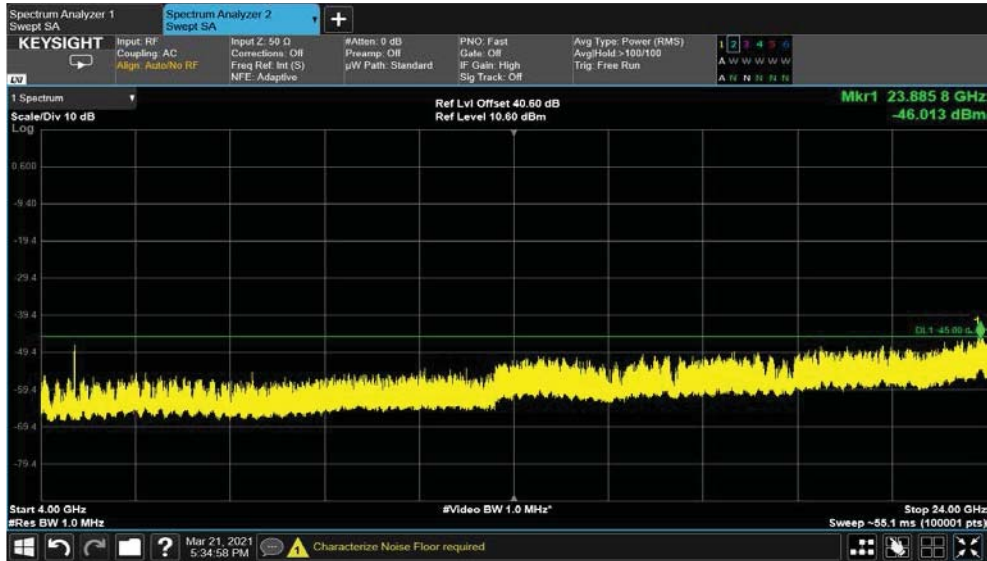 Spectrum Analyzer 1
Swept SA
Spectrum Analyzer 2
Swept SA
+
KEYSIGHT
Input: RF
Coupling: AC
Align: Auto/No RF
Input Z: 50 Ω
Corrections: Off
Freq Ref: Int (S)
NFE: Adaptive
#Atten: 0 dB
Preamp: Off
µW Path: Standard
PNO: Fast
Gate: Off
IF Gain: High
Sig Track: Off
Avg Type: Power (RMS)
Avg|Hold:>100/100
Trig: Free Run
1 2 3 4 5 6
A W W W W W
A N N N N N
LXI
1 Spectrum
Scale/Div 10 dB
Log
Ref Lvl Offset 40.60 dB
Ref Level 10.60 dBm
Mkr1 23.885 8 GHz
-46.013 dBm
0.600
-9.40
-19.4
-29.4
-39.4
DL1 -45.00
-49.4
-59.4
-69.4
-79.4
Start 4.00 GHz
#Res BW 1.0 MHz
#Video BW 1.0 MHz*
Stop 24.00 GHz
Sweep ~55.1 ms (100001 pts)
?
Mar 21, 2021
5:34:58 PM
1
Characterize Noise Floor required